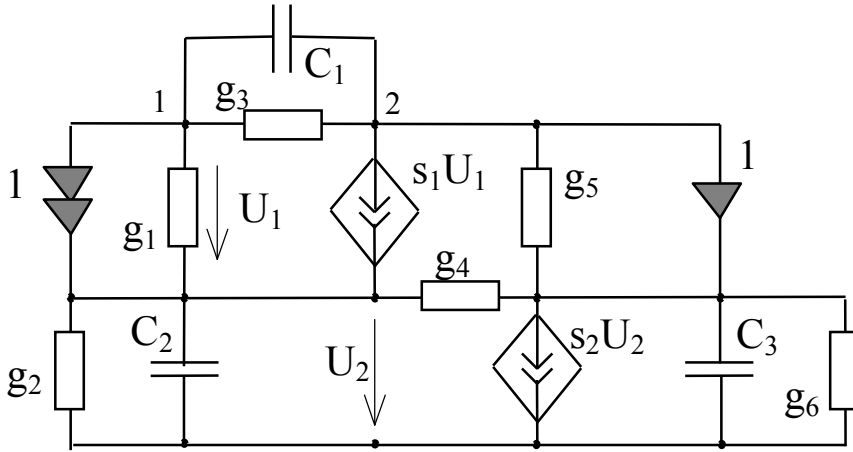 C₁
1
g₃
2
1
g₁
U₁
s₁U₁
g₅
1
g₄
g₂
C₂
U₂
s₂U₂
C₃
g₆